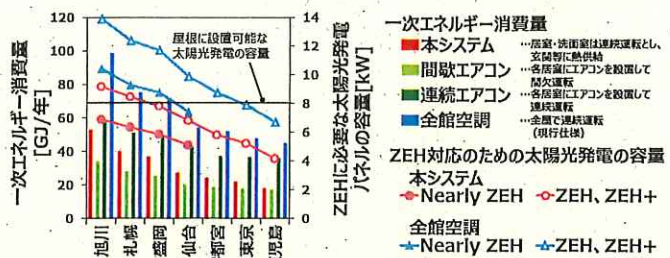 一次エネルギー消費量
[GJ/年]
120
100
80
60
40
20
0
屋根に設置可能な
太陽光発電の容量
14
12
10
8
6
4
2
0
ZEHに必要な太陽光発電
パネルの容量[kW]
旭川
札幌
盛岡
仙台
都宮
東京
児島
一次エネルギー消費量
本システム
…居室・洗面室は連続運転とし、
玄関等に熱供給
間歇エアコン
…各居室にエアコンを設置して
間欠運転
連続エアコン
…各居室にエアコンを設置して
連続運転
全館空調
…全屋で連続運転
(現行仕様)
ZEH対応のための太陽光発電の容量
本システム
Nearly ZEH
ZEH、ZEH+
全館空調
Nearly ZEH
ZEH、ZEH+